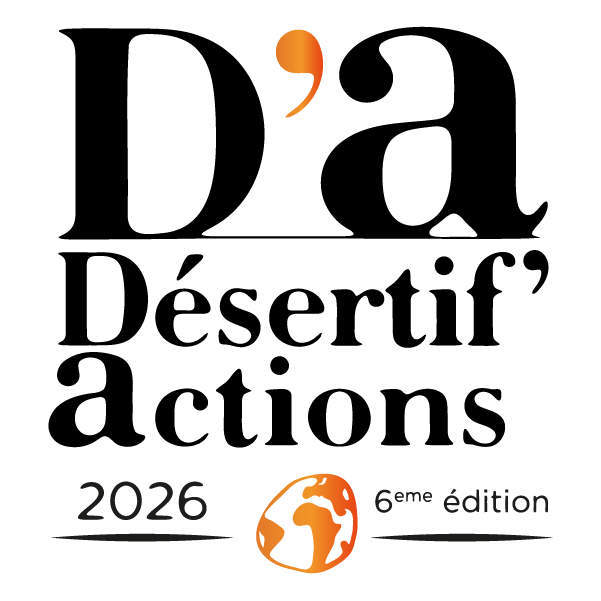 D'a
Désertif'
actions
2026
6eme édition